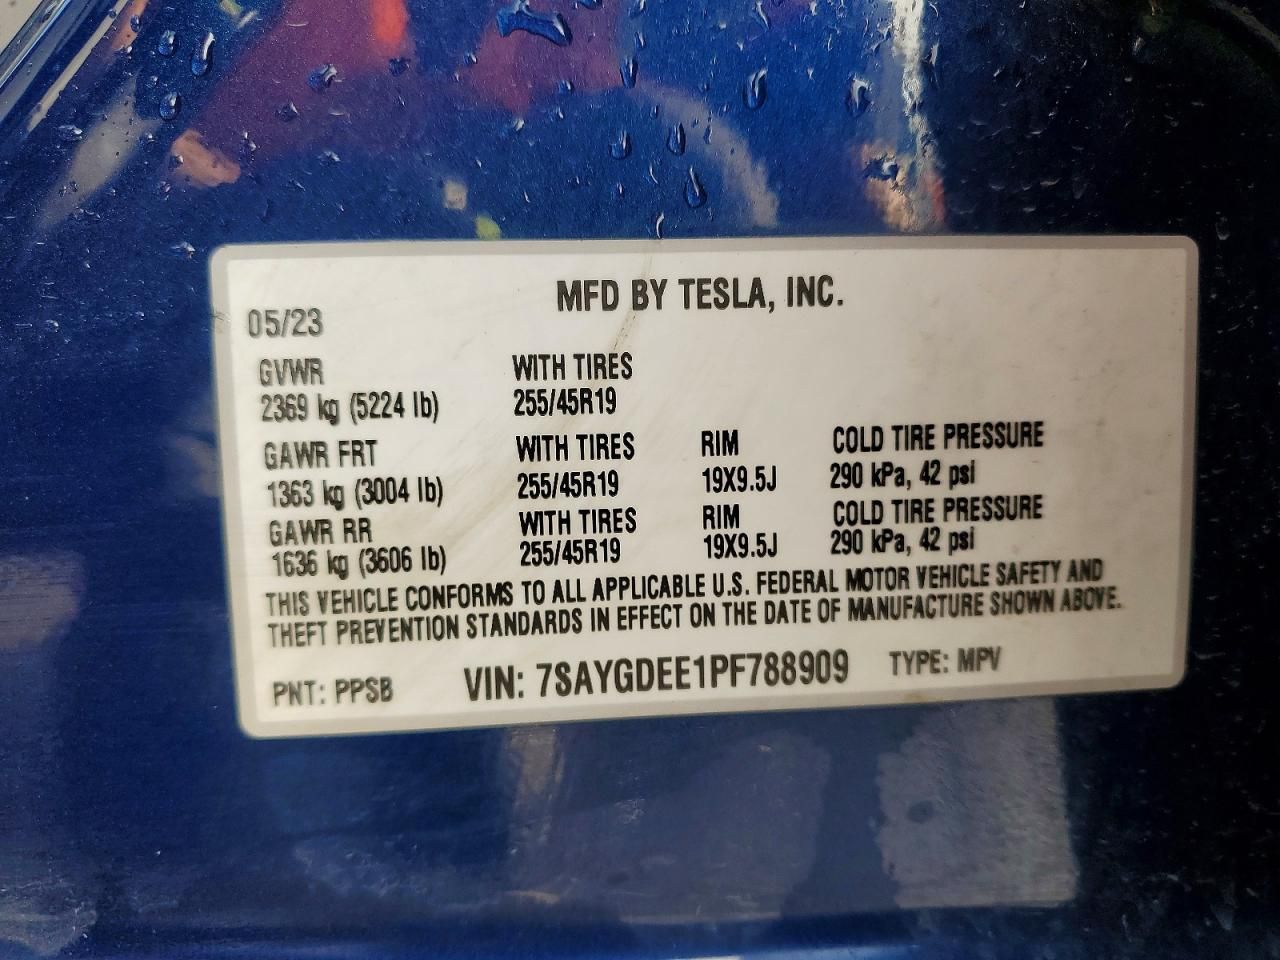 MFD BY TESLA, INC.
05/23
GVWR WITH TIRES
2369 kg (5224 lb) 255/45R19
GAWR FRT WITH TIRES RIM COLD TIRE PRESSURE
1363 kg (3004 lb) 255/45R19 19X9.5J 290 kPa, 42 psi
GAWR RR WITH TIRES RIM COLD TIRE PRESSURE
1636 kg (3606 lb) 255/45R19 19X9.5J 290 kPa, 42 psi
THIS VEHICLE CONFORMS TO ALL APPLICABLE U.S. FEDERAL MOTOR VEHICLE SAFETY AND
THEFT PREVENTION STANDARDS IN EFFECT ON THE DATE OF MANUFACTURE SHOWN ABOVE.
PNT: PPSB VIN: 7SAYGDEE1PF788909 TYPE: MPV